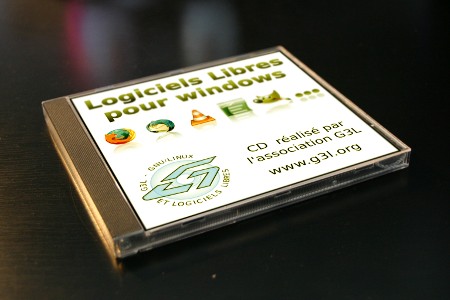 Logiciels Libres
pour windows
CD réalisé par
l'association G3L
www.g3l.org
G3L - GNU/LINUX
ET LOGICIELS LIBRES